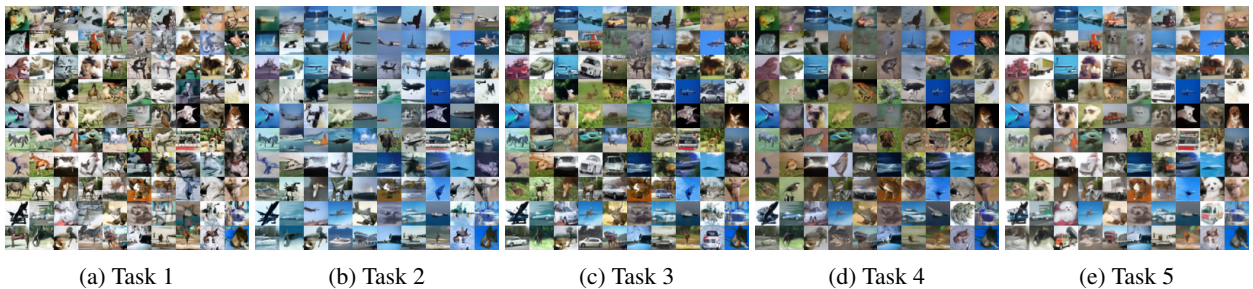 (a) Task 1
(b) Task 2
(c) Task 3
(d) Task 4
(e) Task 5